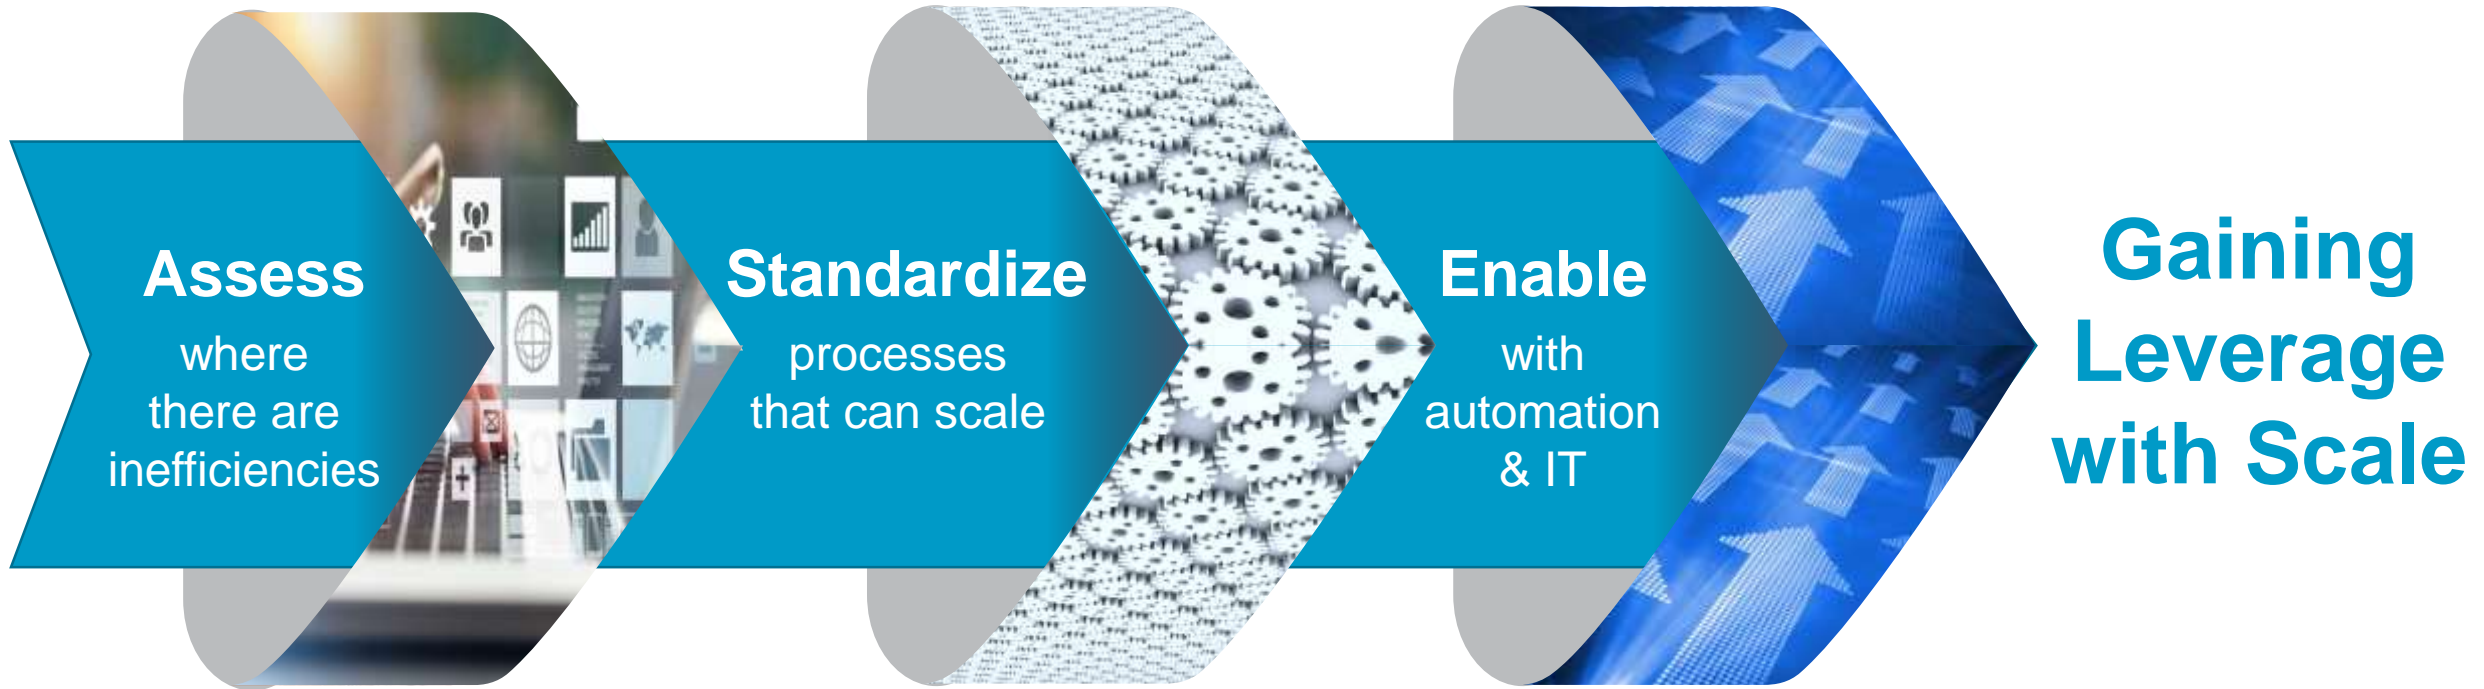 Assess
where
there are
inefficiencies
Standardize
processes
that can scale
Enable
with
automation
& IT
Gaining
Leverage
with Scale